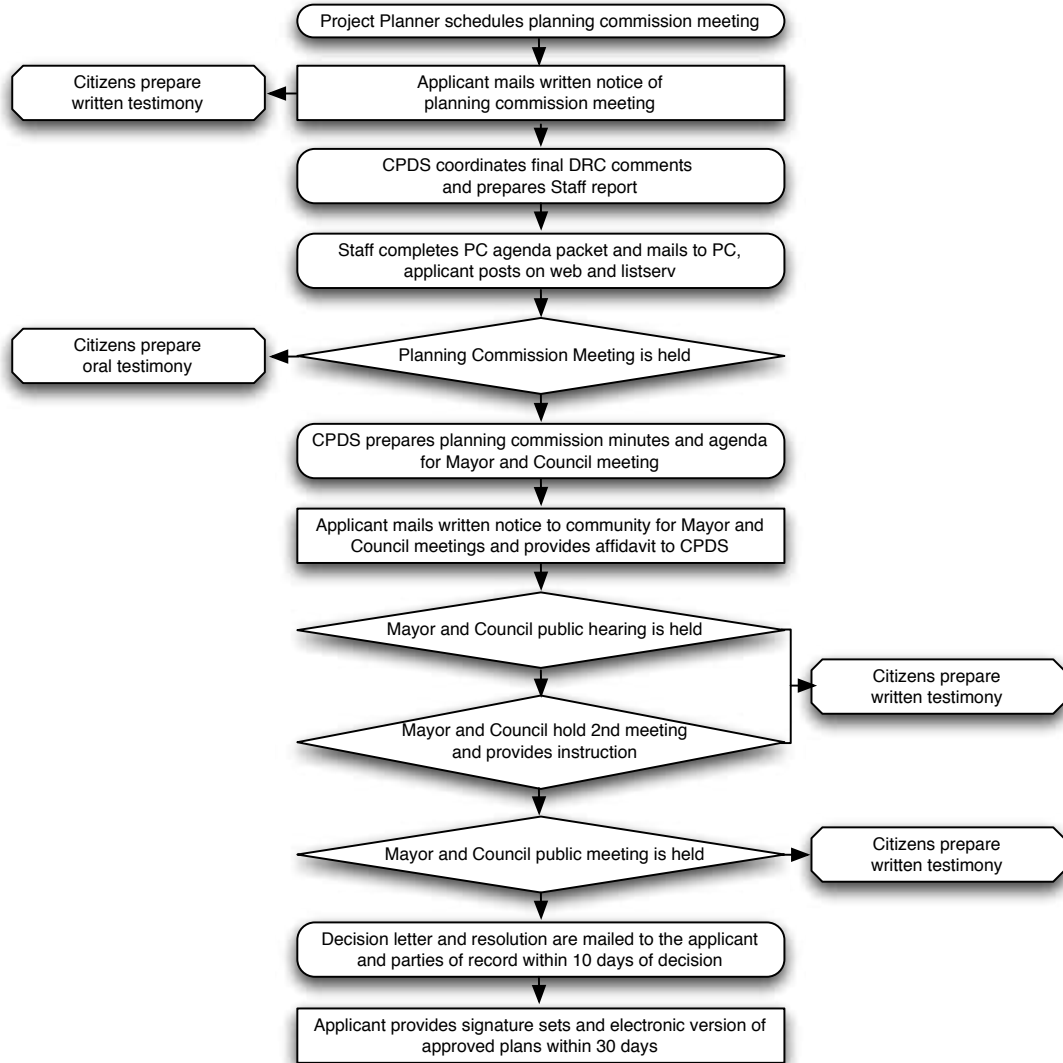 Project Planner schedules planning commission meeting
Citizens prepare
written testimony
Applicant mails written notice of
planning commission meeting
CPDS coordinates final DRC comments
and prepares Staff report
Staff completes PC agenda packet and mails to PC,
applicant posts on web and listserv
Citizens prepare
oral testimony
Planning Commission Meeting is held
CPDS prepares planning commission minutes and agenda
for Mayor and Council meeting
Applicant mails written notice to community for Mayor and
Council meetings and provides affidavit to CPDS
Mayor and Council public hearing is held
Citizens prepare
written testimony
Mayor and Council hold 2nd meeting
and provides instruction
Mayor and Council public meeting is held
Citizens prepare
written testimony
Decision letter and resolution are mailed to the applicant
and parties of record within 10 days of decision
Applicant provides signature sets and electronic version of
approved plans within 30 days